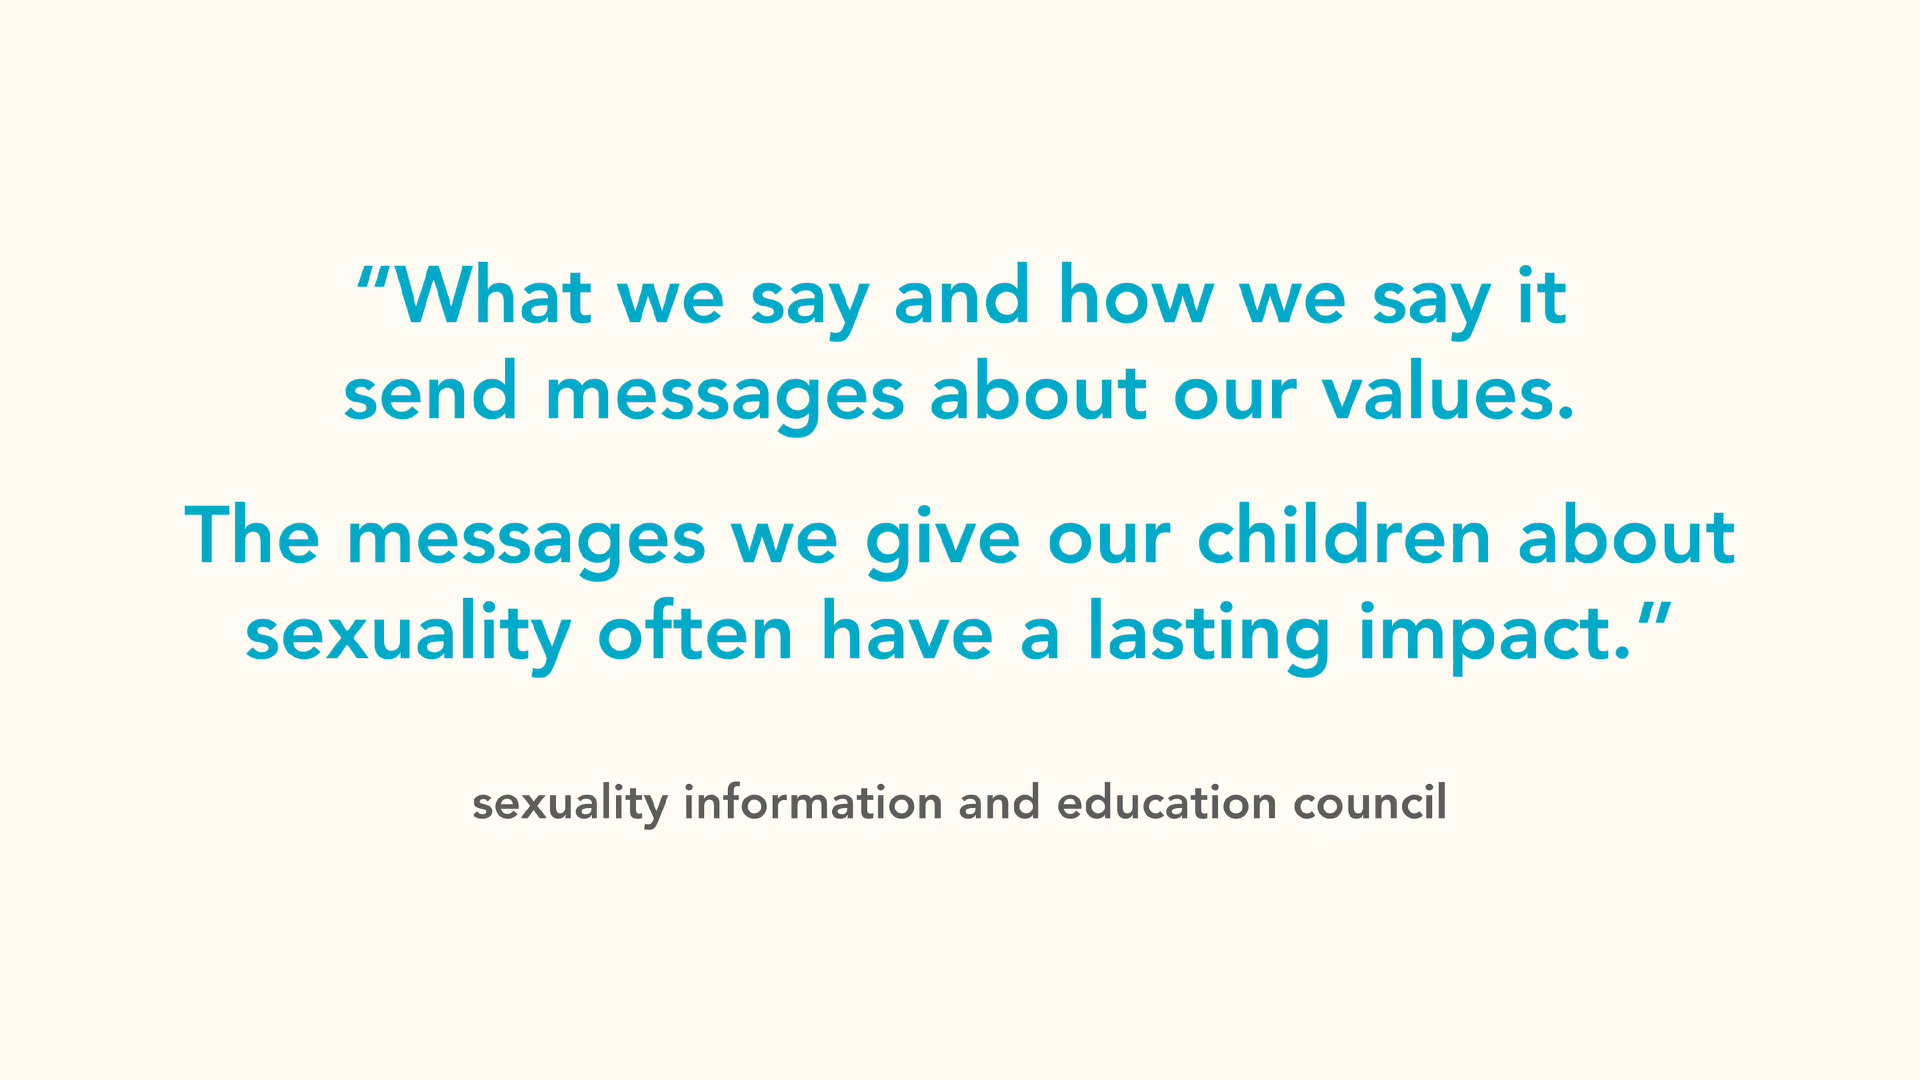 “What we say and how we say it
send messages about our values.
The messages we give our children about
sexuality often have a lasting impact.”
sexuality information and education council